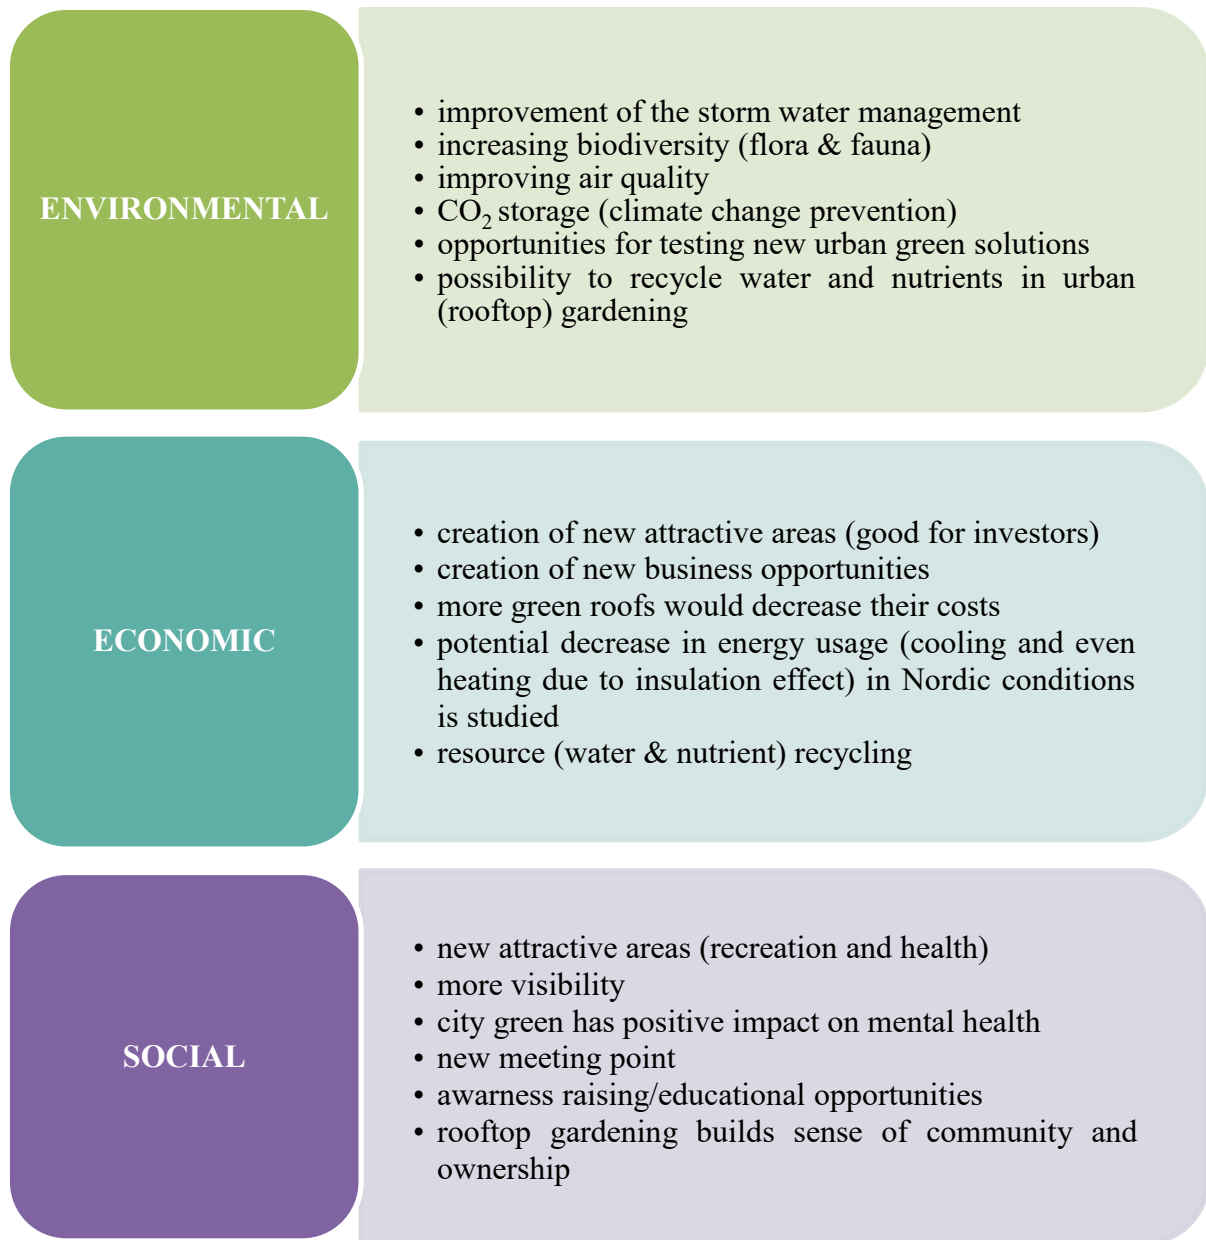 ENVIRONMENTAL
• improvement of the storm water management
• increasing biodiversity (flora & fauna)
• improving air quality
• CO₂ storage (climate change prevention)
• opportunities for testing new urban green solutions
• possibility to recycle water and nutrients in urban
(rooftop) gardening
ECONOMIC
• creation of new attractive areas (good for investors)
• creation of new business opportunities
• more green roofs would decrease their costs
• potential decrease in energy usage (cooling and even
heating due to insulation effect) in Nordic conditions
is studied
• resource (water & nutrient) recycling
SOCIAL
• new attractive areas (recreation and health)
• more visibility
• city green has positive impact on mental health
• new meeting point
• awarness raising/educational opportunities
• rooftop gardening builds sense of community and
ownership